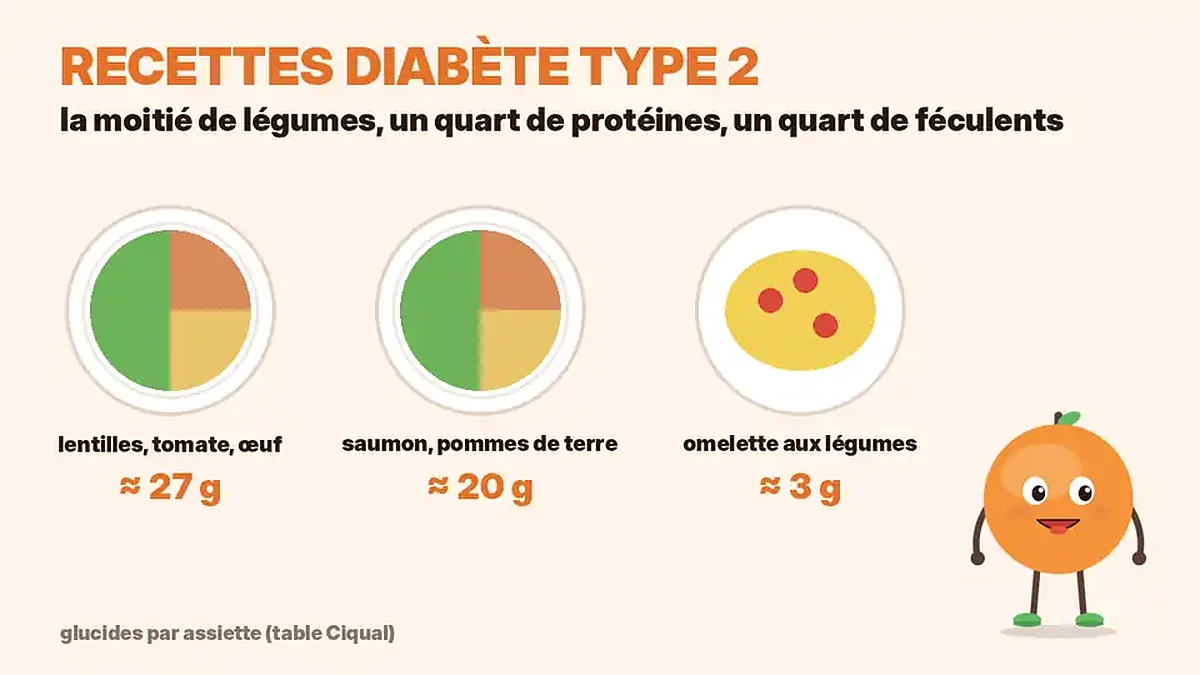 RECETTES DIABÈTE TYPE 2
la moitié de légumes, un quart de protéines, un quart de féculents
lentilles, tomate, œuf
≈ 27 g
saumon, pommes de terre
≈ 20 g
omelette aux légumes
≈ 3 g
glucides par assiette (table Ciqual)